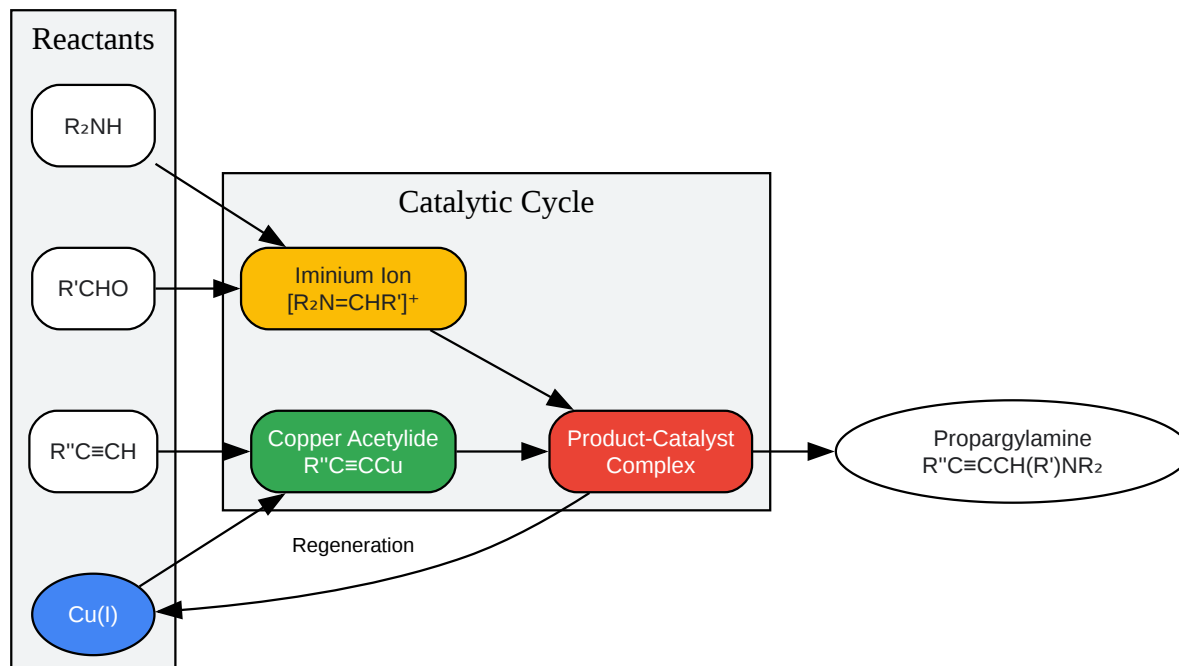 Reactants
R₂NH
R'CHO
R"C≡CH
Cu(I)
Catalytic Cycle
Iminium Ion
[R₂N=CHR']⁺
Copper Acetylide
R"C≡CCu
Product-Catalyst
Complex
Regeneration
Propargylamine
R"C≡CCH(R')NR₂